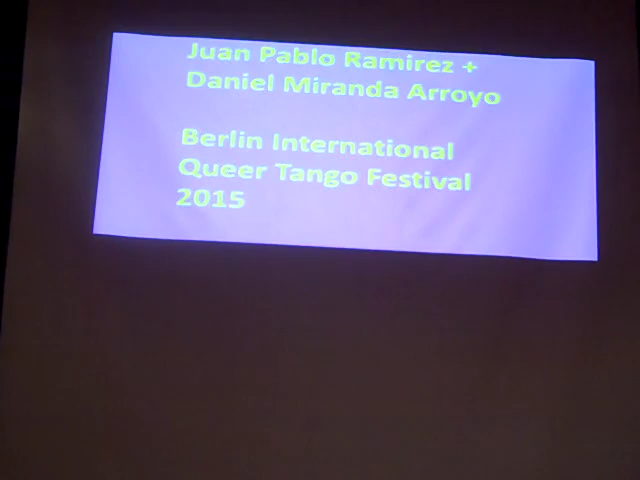 Juan Pablo Ramirez +
Daniel Miranda Arroyo
Berlin International
Queer Tango Festival
2015